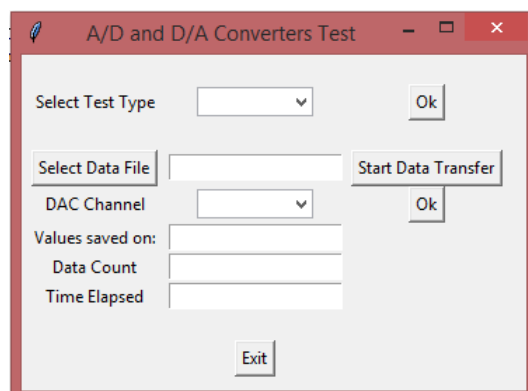 A/D and D/A Converters Test
Select Test Type Ok
Select Data File Start Data Transfer
DAC Channel Ok
Values saved on:
Data Count
Time Elapsed
Exit